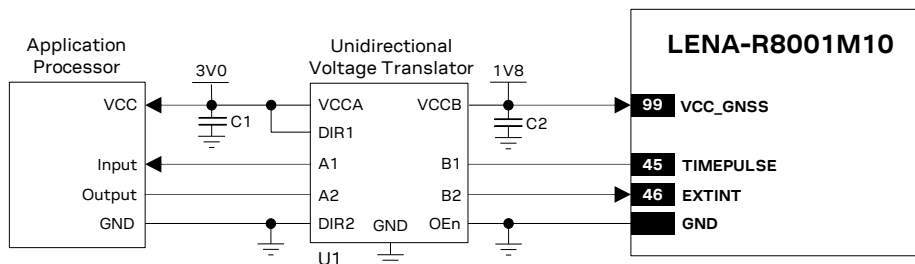 LENA-R8001M10
Application
Processor
Unidirectional
Voltage Translator
3V0
1V8
VCC
VCCA
VCCB
99
VCC_GNSS
C1
C2
DIR1
Input
A1
B1
45
TIMEPULSE
Output
A2
B2
46
EXTINT
GND
DIR2
GND
OEn
GND
U1